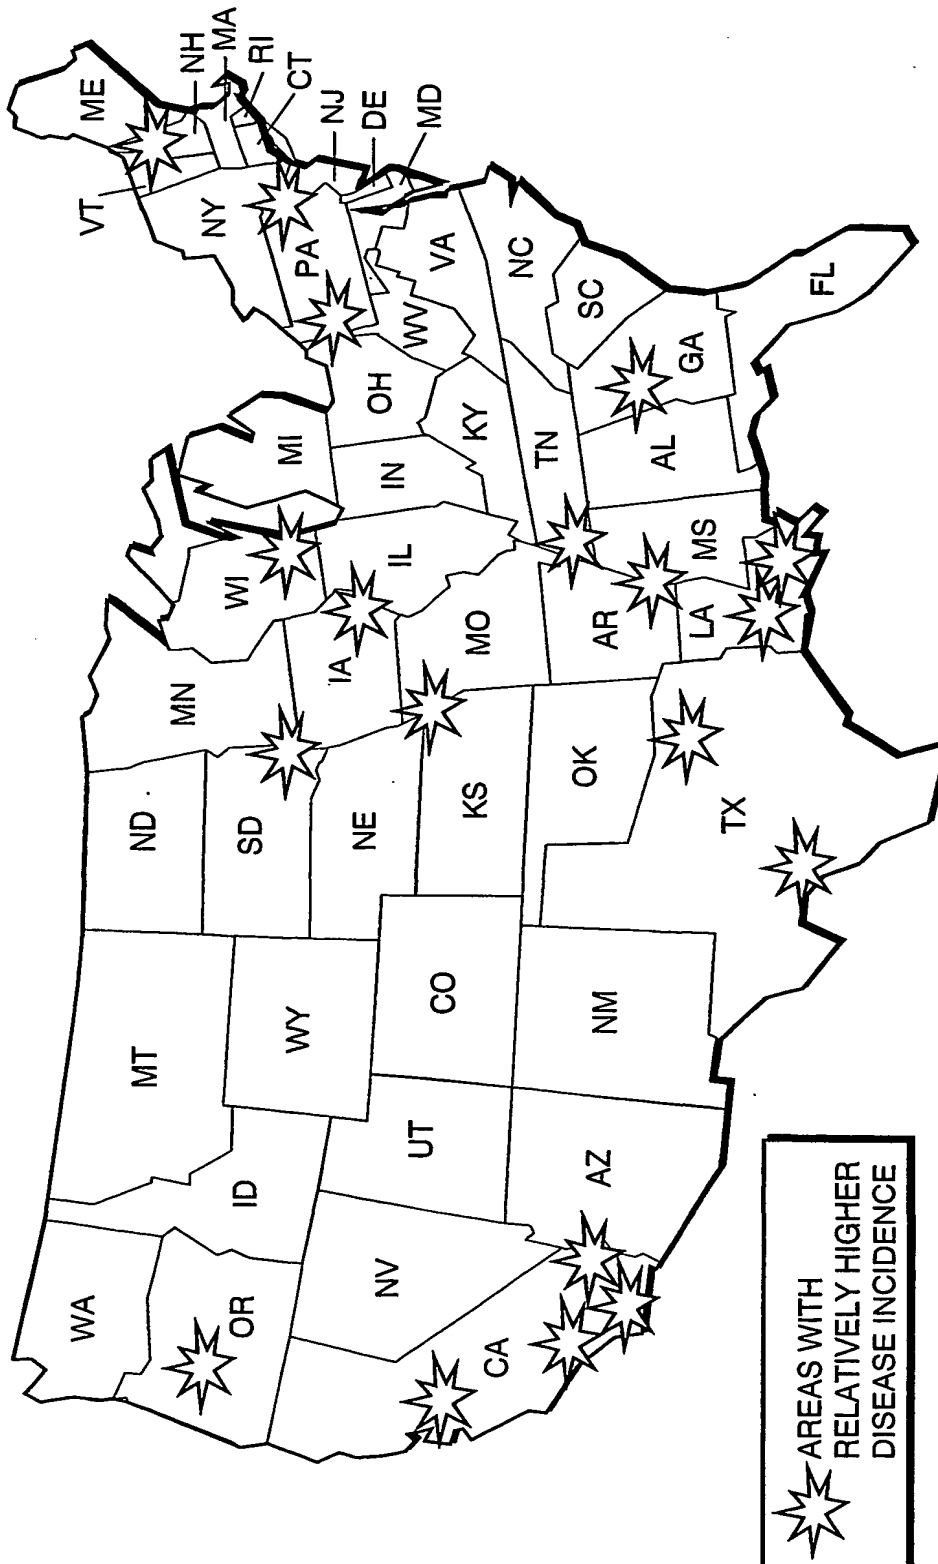 WA
OR
CA
ID
NV
MT
WY
UT
AZ
CO
NM
ND
SD
NE
KS
OK
TX
MN
IA
MO
AR
LA
WI
IL
MS
MI
IN
OH
KY
TN
AL
GA
FL
SC
NC
VA
WV
PA
NY
VT
ME
NH
MA
RI
CT
NJ
DE
MD
AREAS WITH
RELATIVELY HIGHER
DISEASE INCIDENCE